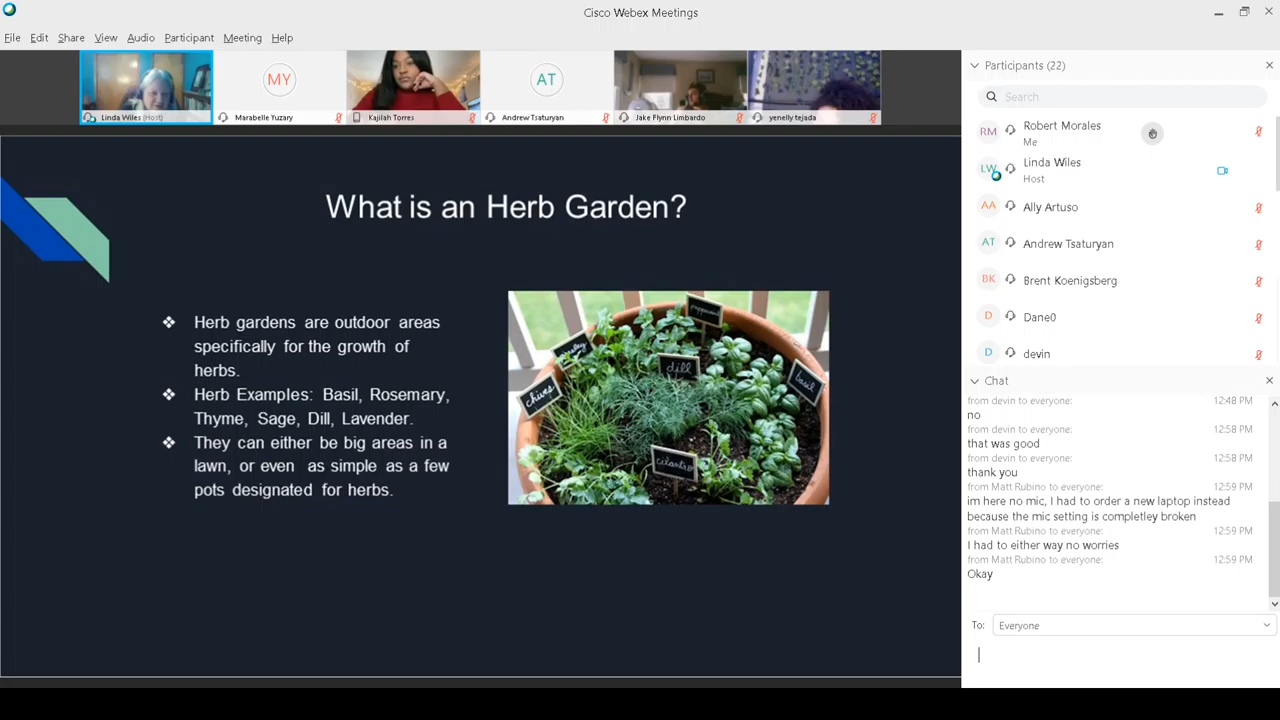 Cisco Webex Meetings
File Edit Share View Audio Participant Meeting Help
MY
AT
Linda Wiles (Host)
Marabelle Yuzary
Kajilah Torres
Andrew Tsaturyan
Jake Flynn Limbardo
yenelly tejada
What is an Herb Garden?
❖ Herb gardens are outdoor areas
specifically for the growth of
herbs.
❖ Herb Examples: Basil, Rosemary,
Thyme, Sage, Dill, Lavender.
❖ They can either be big areas in a
lawn, or even as simple as a few
pots designated for herbs.
peppermint
parsley
dill
chives
basil
cilantro
Participants (22)
Search
RM Robert Morales
Me
LW Linda Wiles
Host
AA Ally Artuso
AT Andrew Tsaturyan
BK Brent Koenigsberg
D Dane0
D devin
Chat
from devin to everyone: 12:48 PM
no
from devin to everyone: 12:58 PM
that was good
from devin to everyone: 12:58 PM
thank you
from Matt Rubino to everyone: 12:59 PM
im here no mic, I had to order a new laptop instead
because the mic setting is completley broken
from Matt Rubino to everyone: 12:59 PM
I had to either way no worries
from Matt Rubino to everyone: 12:59 PM
Okay
To: Everyone